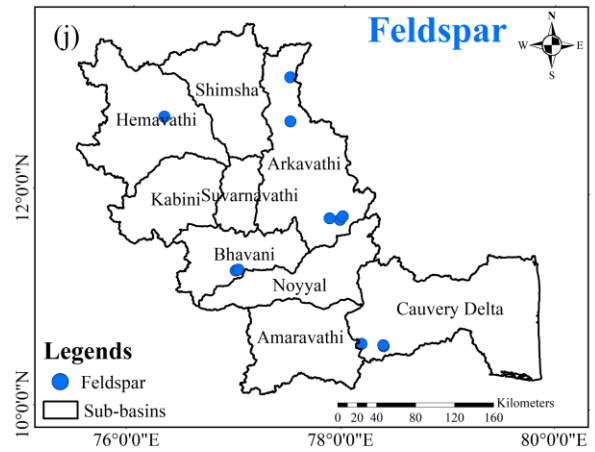 (j)
Feldspar
N
W E
S
Shimsha
Hemavathi
Arkavathi
Kabini
Suvarnavathi
Bhavani
Noyyal
Cauvery Delta
Amaravathi
Legends
Feldspar
Sub-basins
Kilometers
0 20 40 80 120 160
12°0'0"N
10°0'0"N
76°0'0"E 78°0'0"E 80°0'0"E